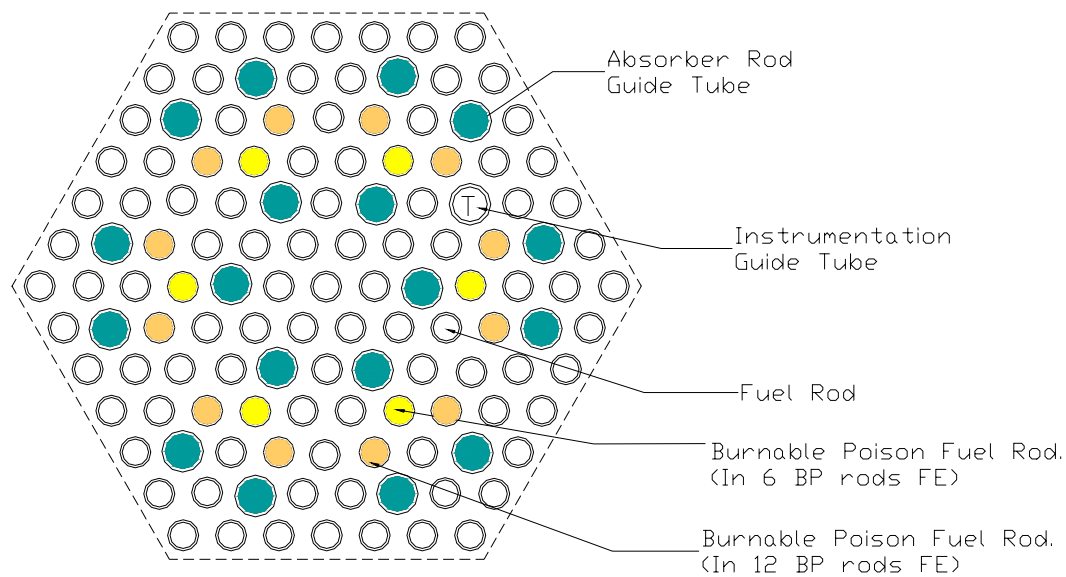 Absorber Rod
Guide Tube
T
Instrumentation
Guide Tube
Fuel Rod
Burnable Poison Fuel Rod.
(In 6 BP rods FE)
Burnable Poison Fuel Rod.
(In 12 BP rods FE)